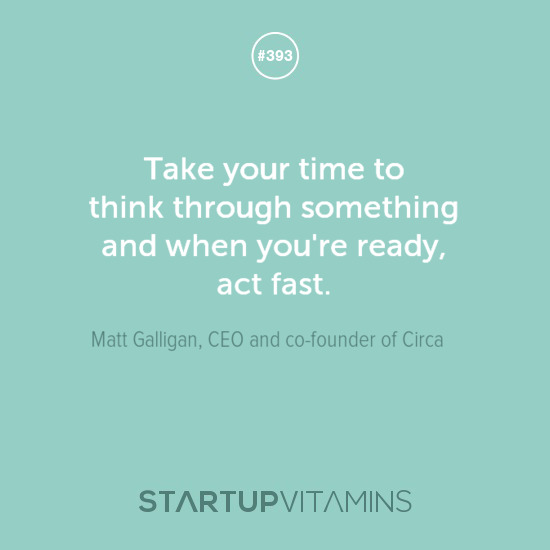 #393
Take your time to
think through something
and when you're ready,
act fast.
Matt Galligan, CEO and co-founder of Circa
STARTUPVITAMINS